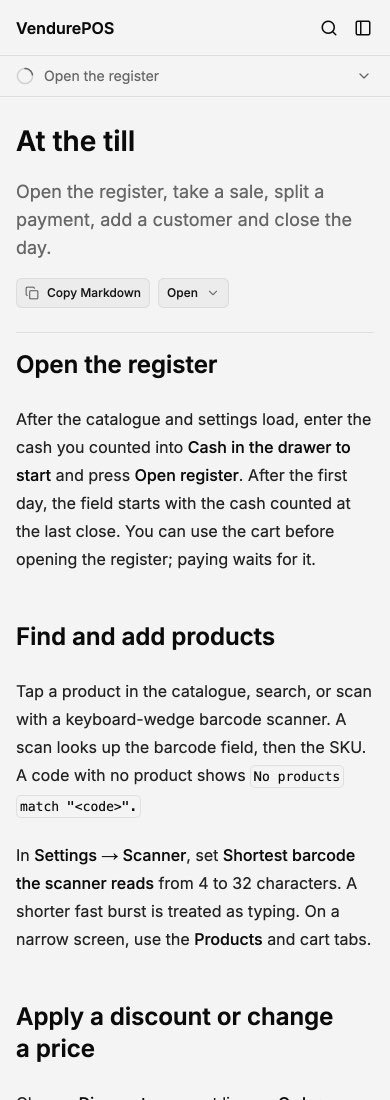 VendurePOS
Open the register
At the till
Open the register, take a sale, split a
payment, add a customer and close the
day.
Copy Markdown
Open
Open the register
After the catalogue and settings load, enter the
cash you counted into Cash in the drawer to
start and press Open register. After the first
day, the field starts with the cash counted at
the last close. You can use the cart before
opening the register; paying waits for it.
Find and add products
Tap a product in the catalogue, search, or scan
with a keyboard-wedge barcode scanner. A
scan looks up the barcode field, then the SKU.
A code with no product shows No products
match "<code>".
In Settings → Scanner, set Shortest barcode
the scanner reads from 4 to 32 characters. A
shorter fast burst is treated as typing. On a
narrow screen, use the Products and cart tabs.
Apply a discount or change
a price